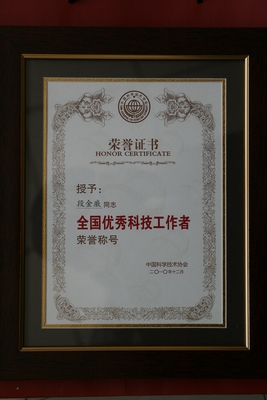 荣誉证书
HONOR CERTIFICATE
授予：
段金廒 同志
全国优秀科技工作者
荣誉称号
中国科学技术协会
二〇一〇年十二月